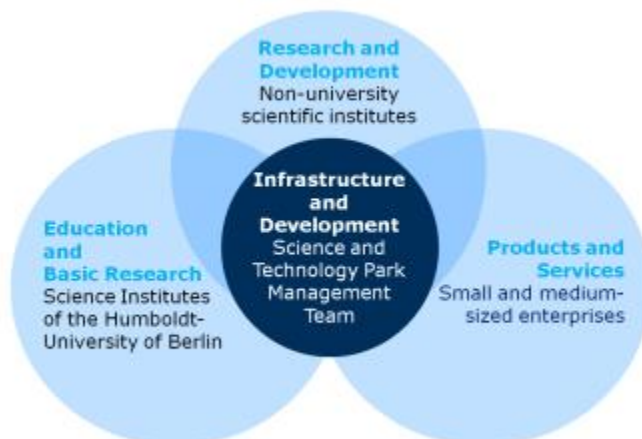 Research and
Development
Non-university
scientific institutes
Infrastructure
and
Development
Science and
Technology Park
Management
Team
Education
and
Basic Research
Science Institutes
of the Humboldt-
University of Berlin
Products and
Services
Small and medium-
sized enterprises